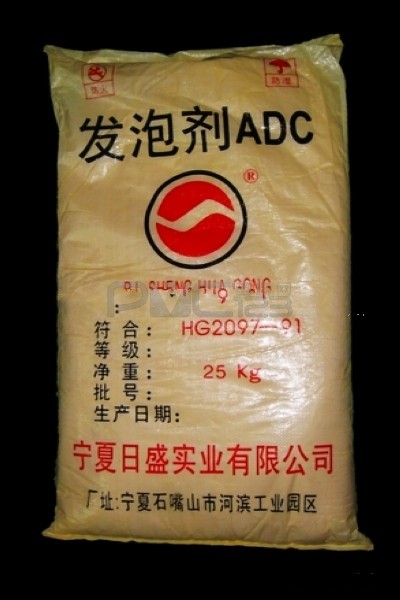 禁火 防潮
发泡剂ADC
®
RI SHENG HUA GONG
:
符合: HG2097-91
等级:
净重: 25 Kg
批号:
生产日期:
宁夏日盛实业有限公司
厂址:宁夏石嘴山市河滨工业园区